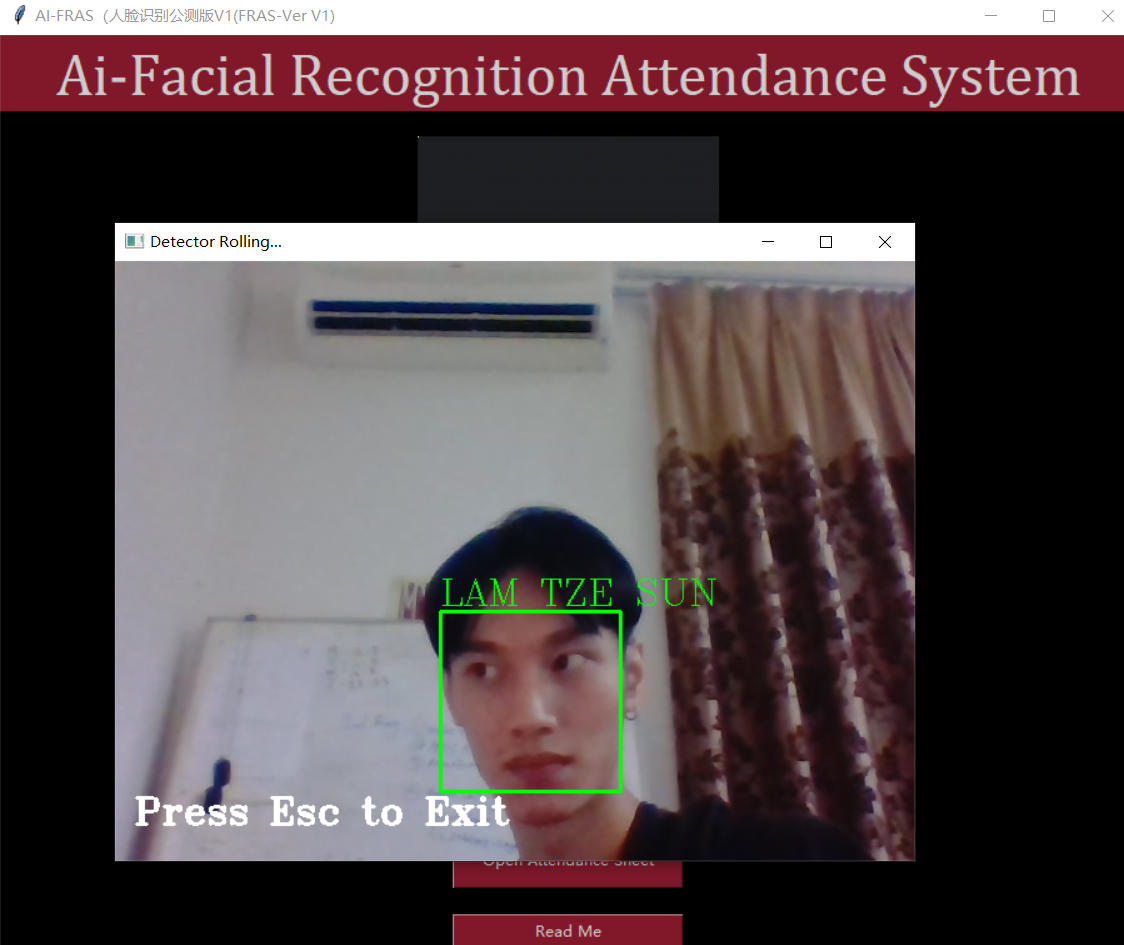 AI-FRAS（人脸识别公测版V1(FRAS-Ver V1)
Ai-Facial Recognition Attendance System
Detector Rolling...
LAM TZE SUN
Press Esc to Exit
Open Attendance Sheet
Read Me